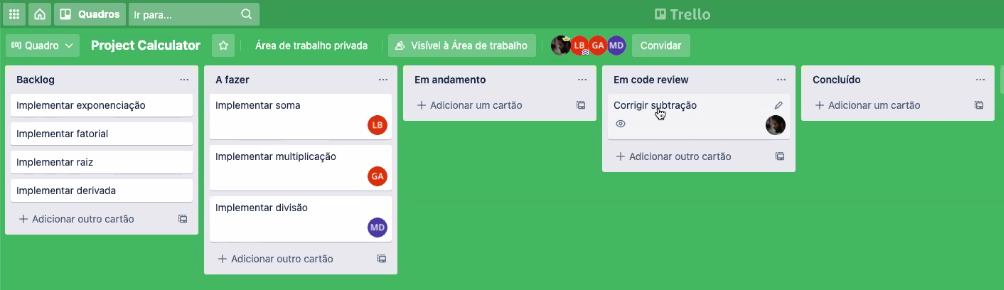 Quadros
Ir para...
Trello
Quadro
Project Calculator
Área de trabalho privada
Visível à Área de trabalho
LB
GA
MD
Convidar
Backlog
Implementar exponenciação
Implementar fatorial
Implementar raiz
Implementar derivada
+ Adicionar outro cartão
A fazer
Implementar soma
LB
Implementar multiplicação
GA
Implementar divisão
MD
+ Adicionar outro cartão
Em andamento
+ Adicionar um cartão
Em code review
Corrigir subtração
+ Adicionar outro cartão
Concluído
+ Adicionar um cartão